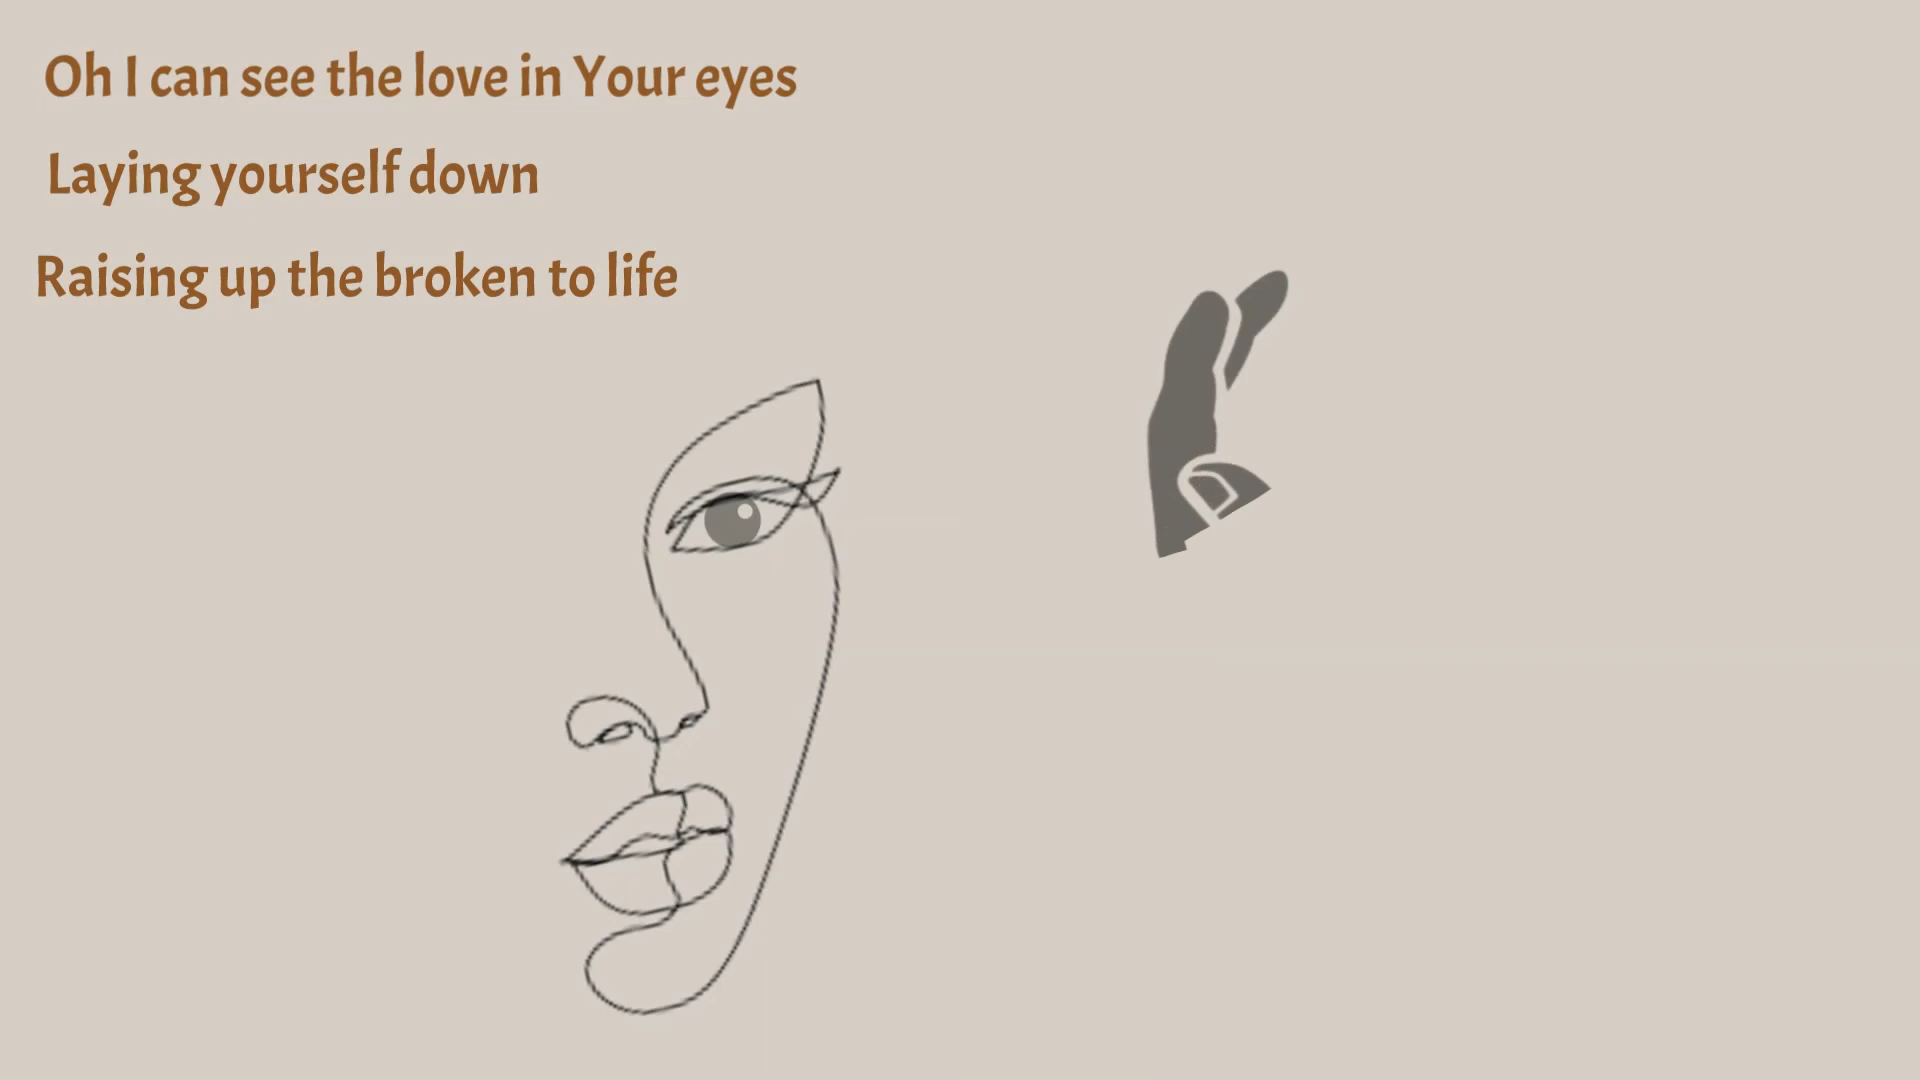 Oh I can see the love in Your eyes
Laying yourself down
Raising up the broken to life